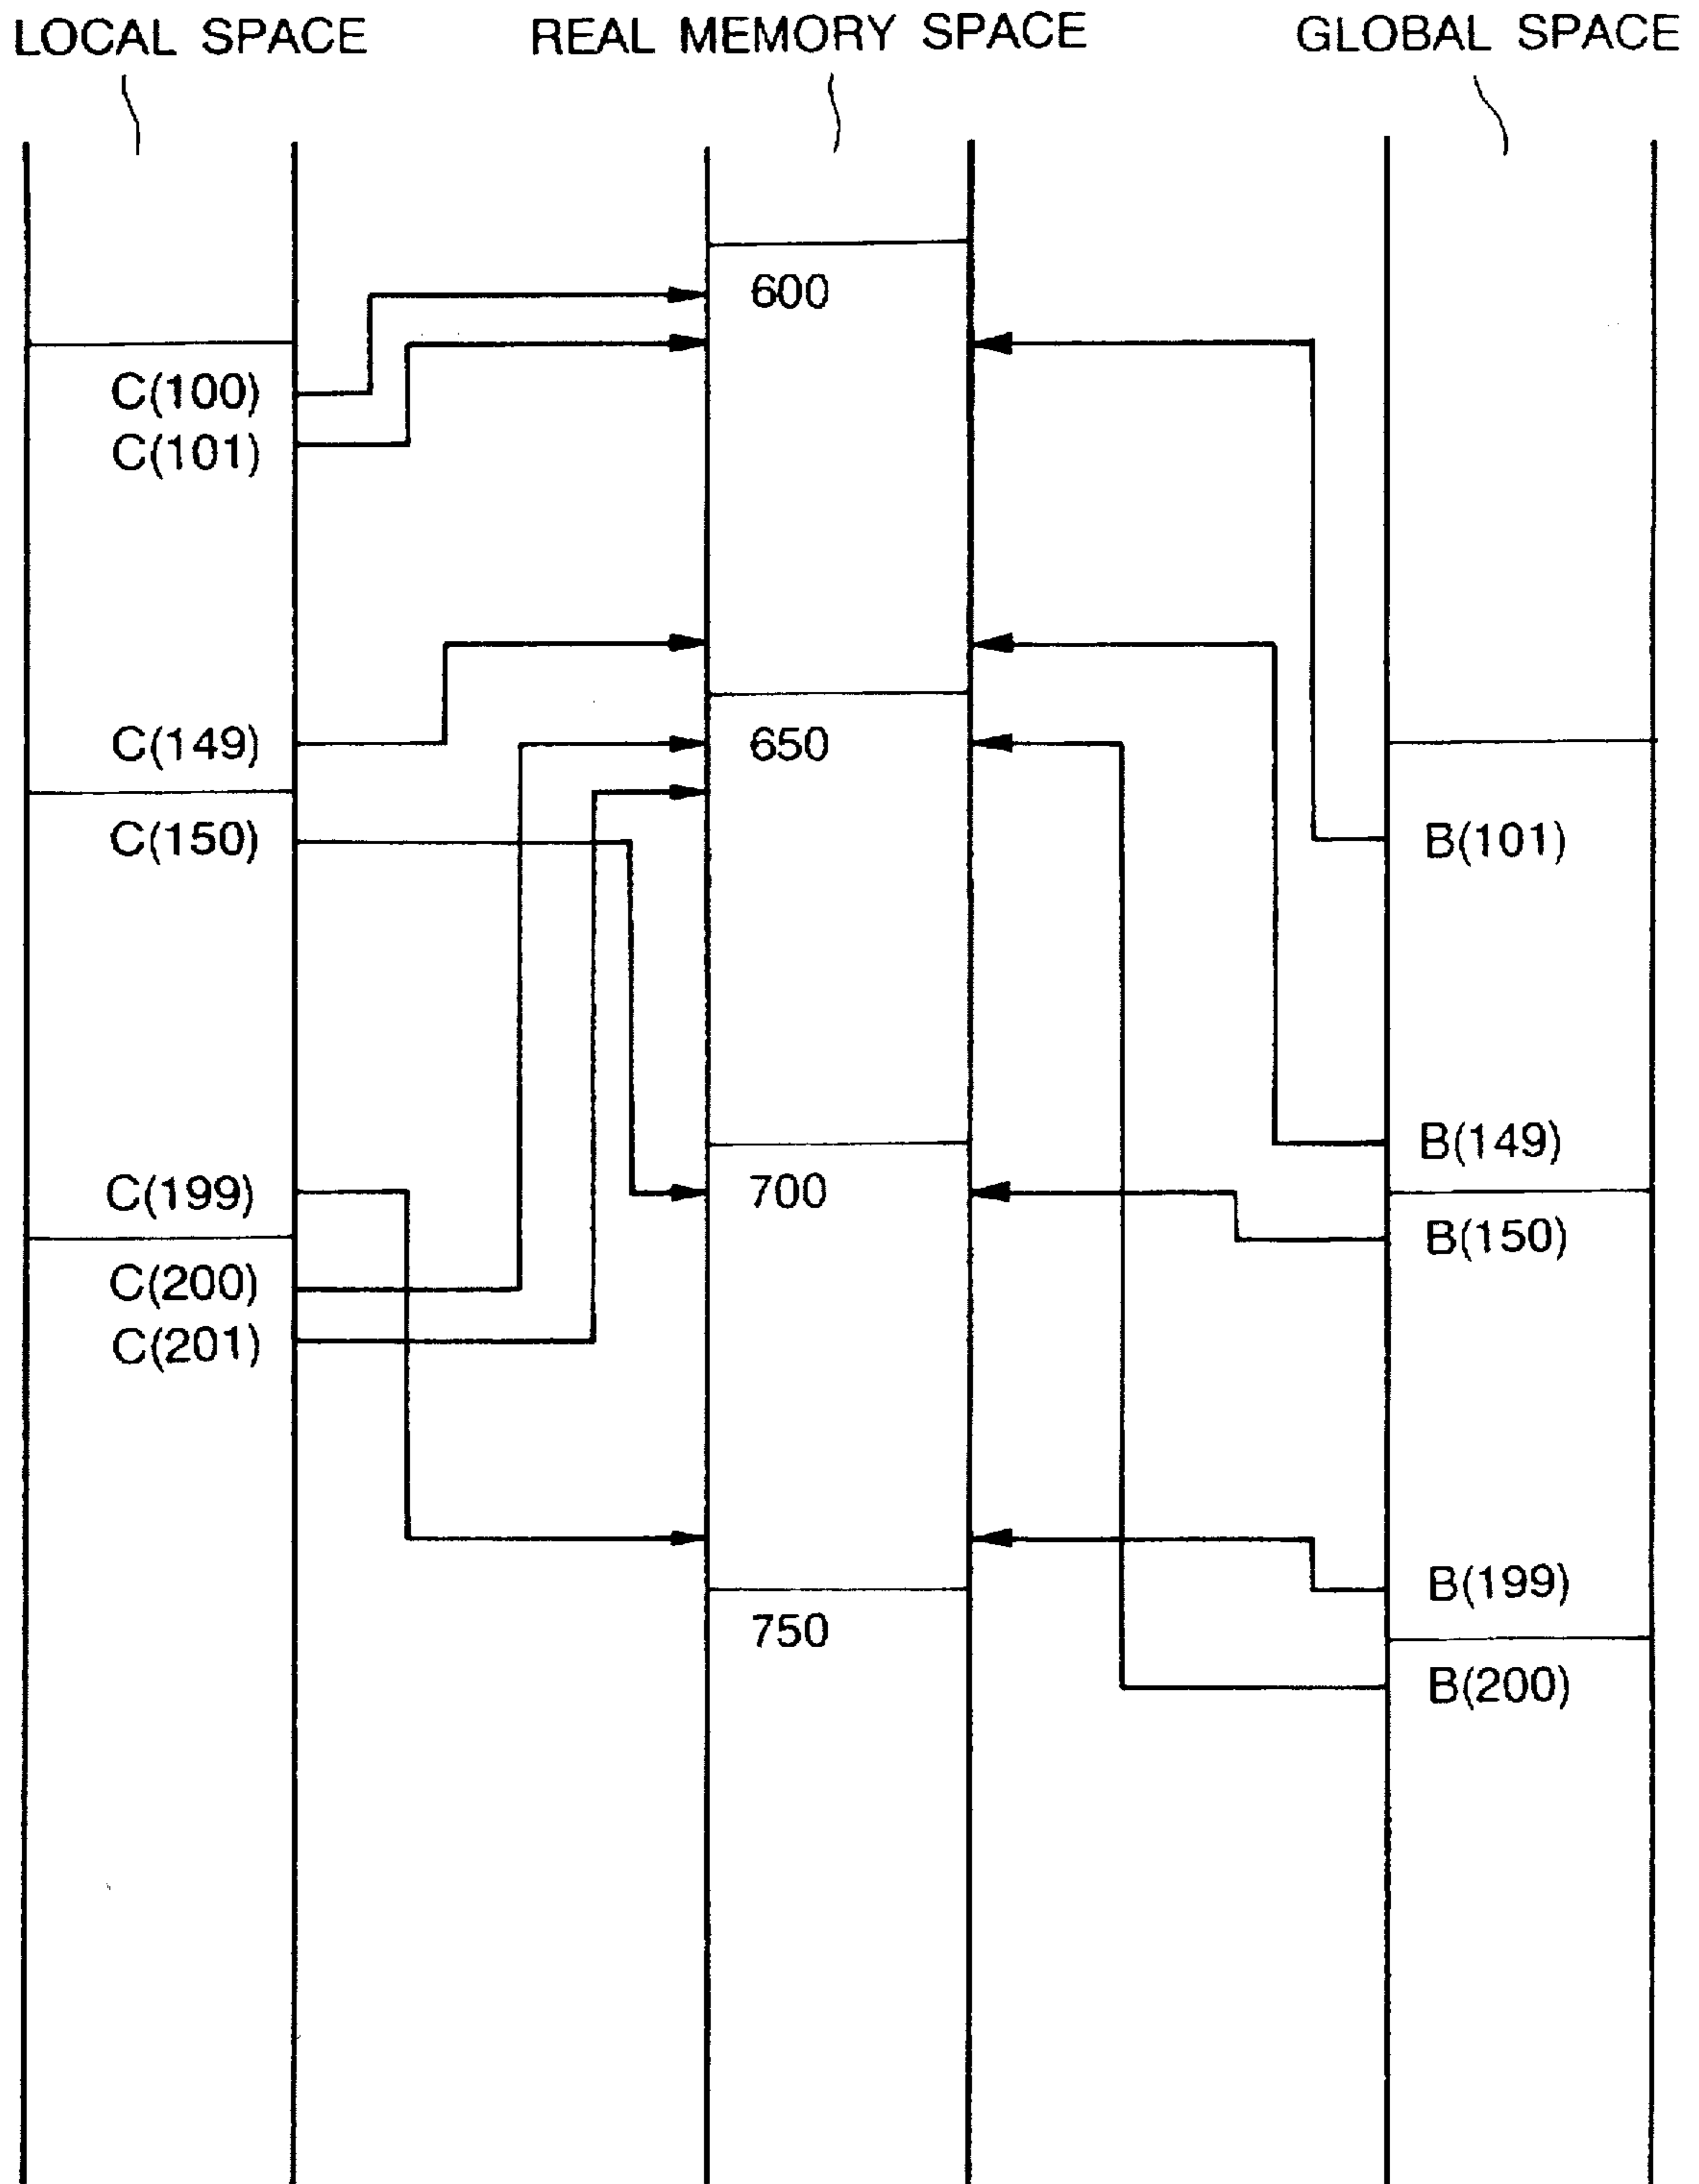 LOCAL SPACE
REAL MEMORY SPACE
GLOBAL SPACE
C(100)
C(101)
C(149)
C(150)
C(199)
C(200)
C(201)
600
650
700
750
B(101)
B(149)
B(150)
B(199)
B(200)